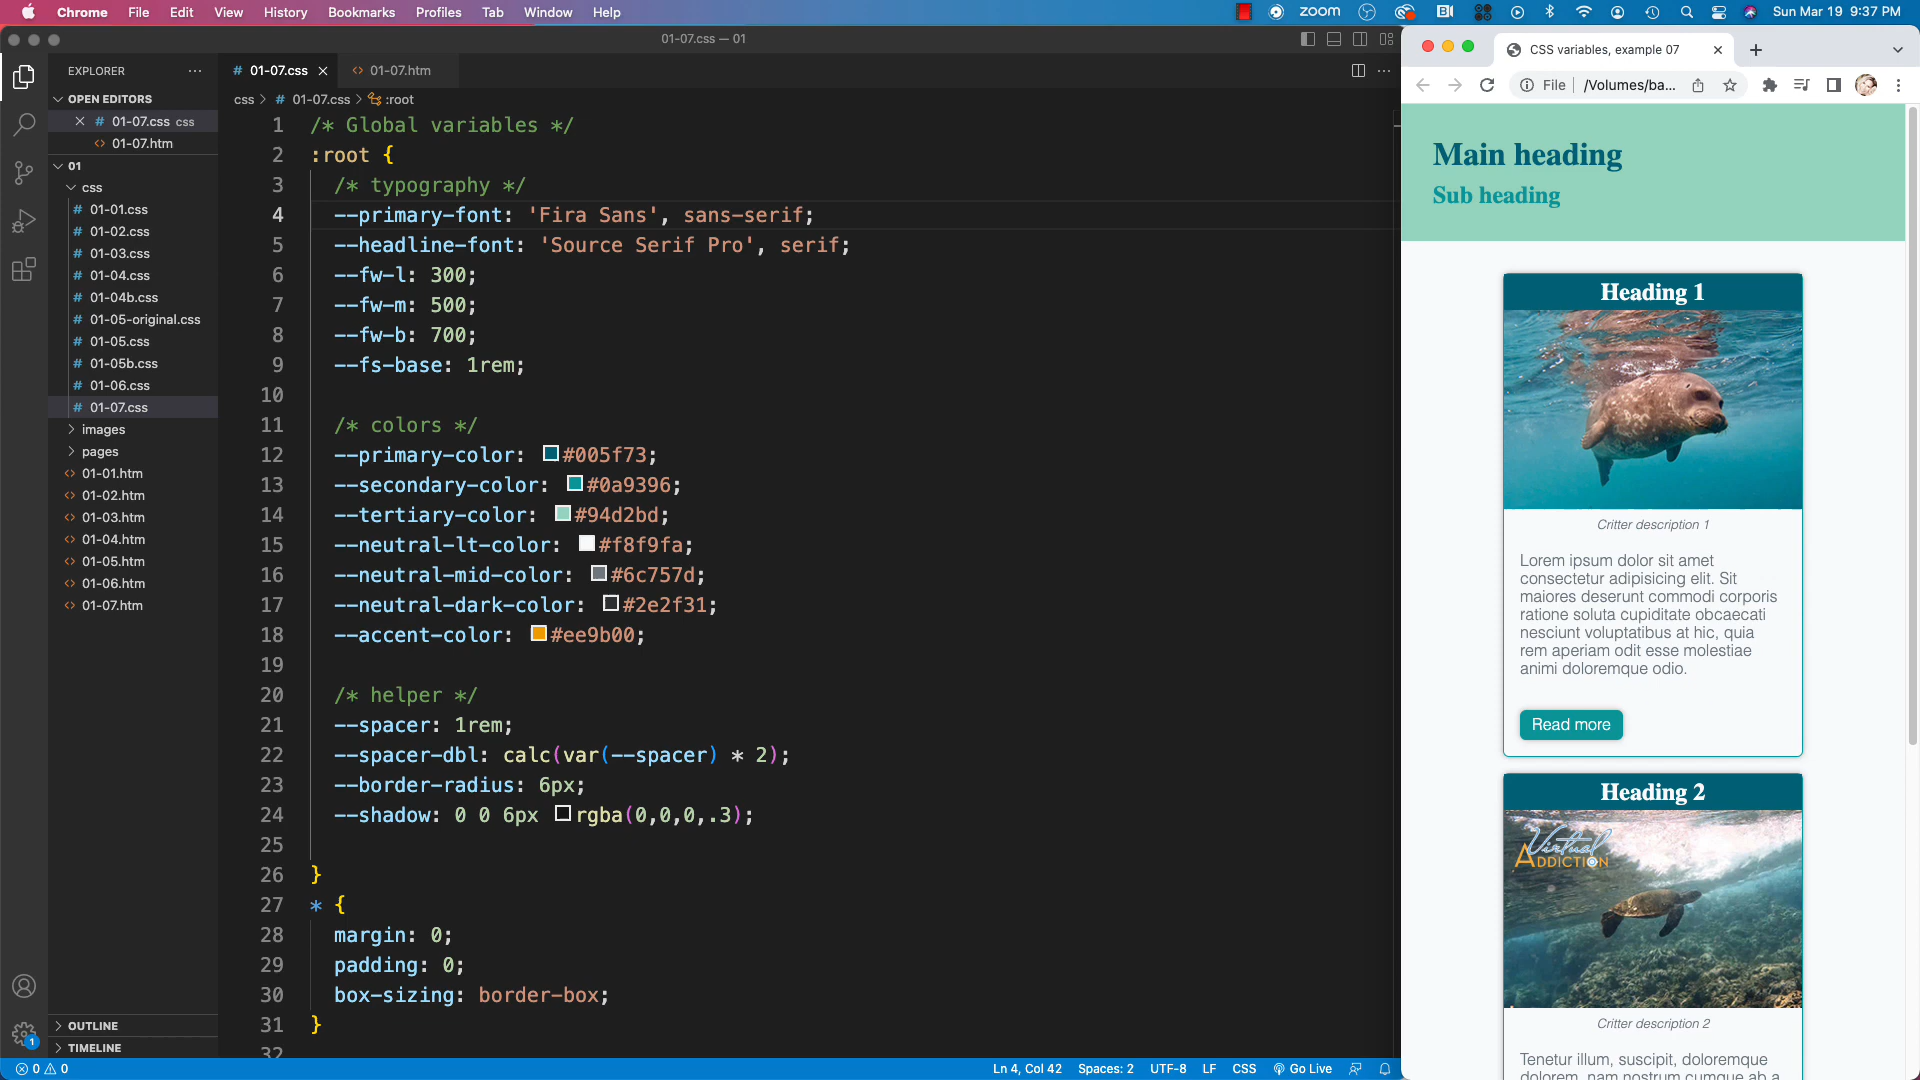 Chrome File Edit View History Bookmarks Profiles Tab Window Help
zoom
Sun Mar 19 9:37 PM
01-07.css — 01
EXPLORER
OPEN EDITORS
# 01-07.css css
<> 01-07.htm
01
css
# 01-01.css
# 01-02.css
# 01-03.css
# 01-04.css
# 01-04b.css
# 01-05-original.css
# 01-05.css
# 01-05b.css
# 01-06.css
# 01-07.css
images
pages
<> 01-01.htm
<> 01-02.htm
<> 01-03.htm
<> 01-04.htm
<> 01-05.htm
<> 01-06.htm
<> 01-07.htm
OUTLINE
TIMELINE
# 01-07.css
<> 01-07.htm
css > # 01-07.css > :root
1 /* Global variables */
2 :root {
3 /* typography */
4 --primary-font: 'Fira Sans', sans-serif;
5 --headline-font: 'Source Serif Pro', serif;
6 --fw-l: 300;
7 --fw-m: 500;
8 --fw-b: 700;
9 --fs-base: 1rem;
10
11 /* colors */
12 --primary-color: #005f73;
13 --secondary-color: #0a9396;
14 --tertiary-color: #94d2bd;
15 --neutral-lt-color: #f8f9fa;
16 --neutral-mid-color: #6c757d;
17 --neutral-dark-color: #2e2f31;
18 --accent-color: #ee9b00;
19
20 /* helper */
21 --spacer: 1rem;
22 --spacer-dbl: calc(var(--spacer) * 2);
23 --border-radius: 6px;
24 --shadow: 0 0 6px rgba(0,0,0,.3);
25
26 }
27 * {
28 margin: 0;
29 padding: 0;
30 box-sizing: border-box;
31 }
32
1
0 0
Ln 4, Col 42 Spaces: 2 UTF-8 LF CSS Go Live
CSS variables, example 07
File /Volumes/ba...
Main heading
Sub heading
Heading 1
Critter description 1
Lorem ipsum dolor sit amet
consectetur adipisicing elit. Sit
maiores deserunt commodi corporis
ratione soluta cupiditate obcaecati
nesciunt voluptatibus at hic, quia
rem aperiam odit esse molestiae
animi doloremque odio.
Read more
Heading 2
Virtual
ADDICTION
Critter description 2
Tenetur illum, suscipit, doloremque
dolorem, nam nostrum cumque ab a